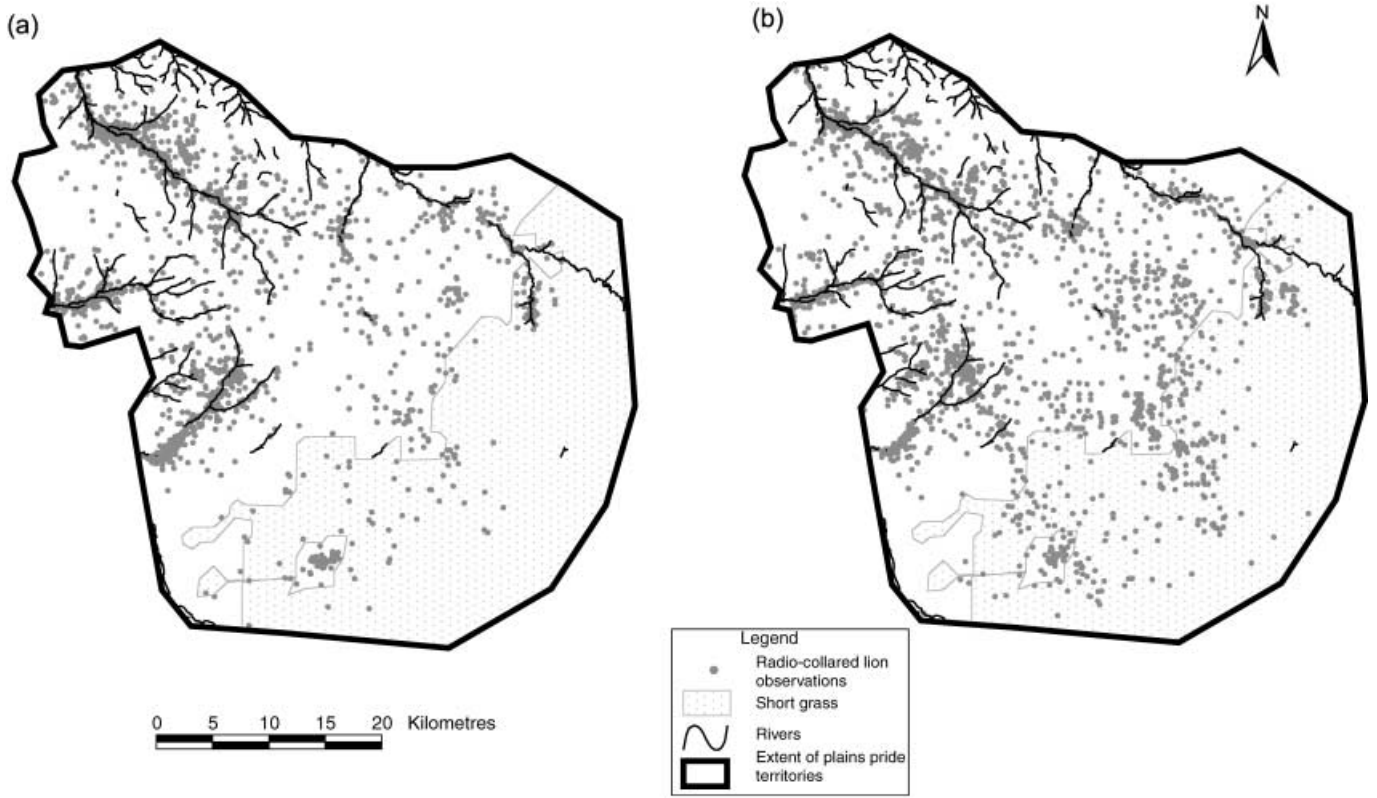 (a)
(b)
N
Legend
Radio-collared lion
observations
Short grass
Rivers
Extent of plains pride
territories
0 5 10 15 20 Kilometres